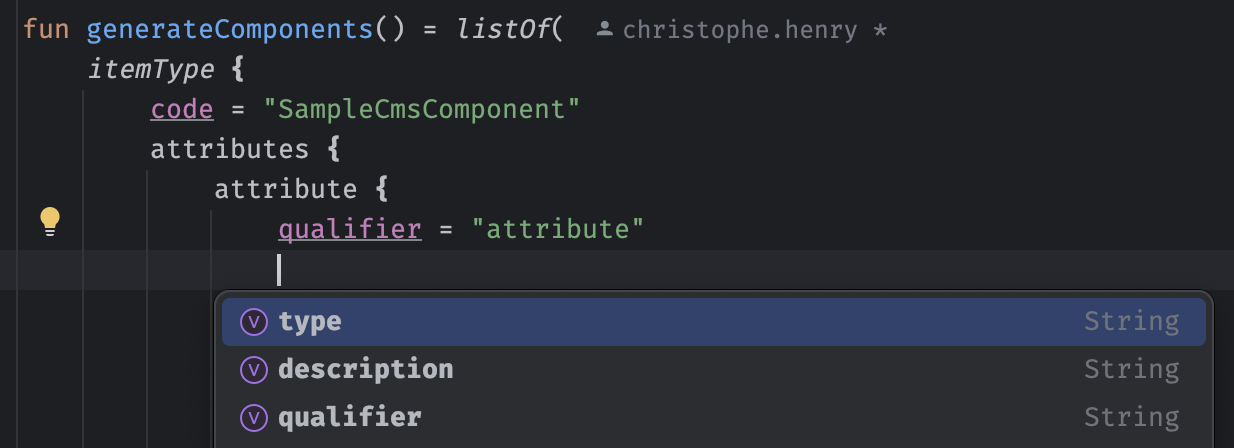 fun generateComponents() = listOf( christophe.henry *
itemType {
code = "SampleCmsComponent"
attributes {
attribute {
qualifier = "attribute"
type String
description String
qualifier String